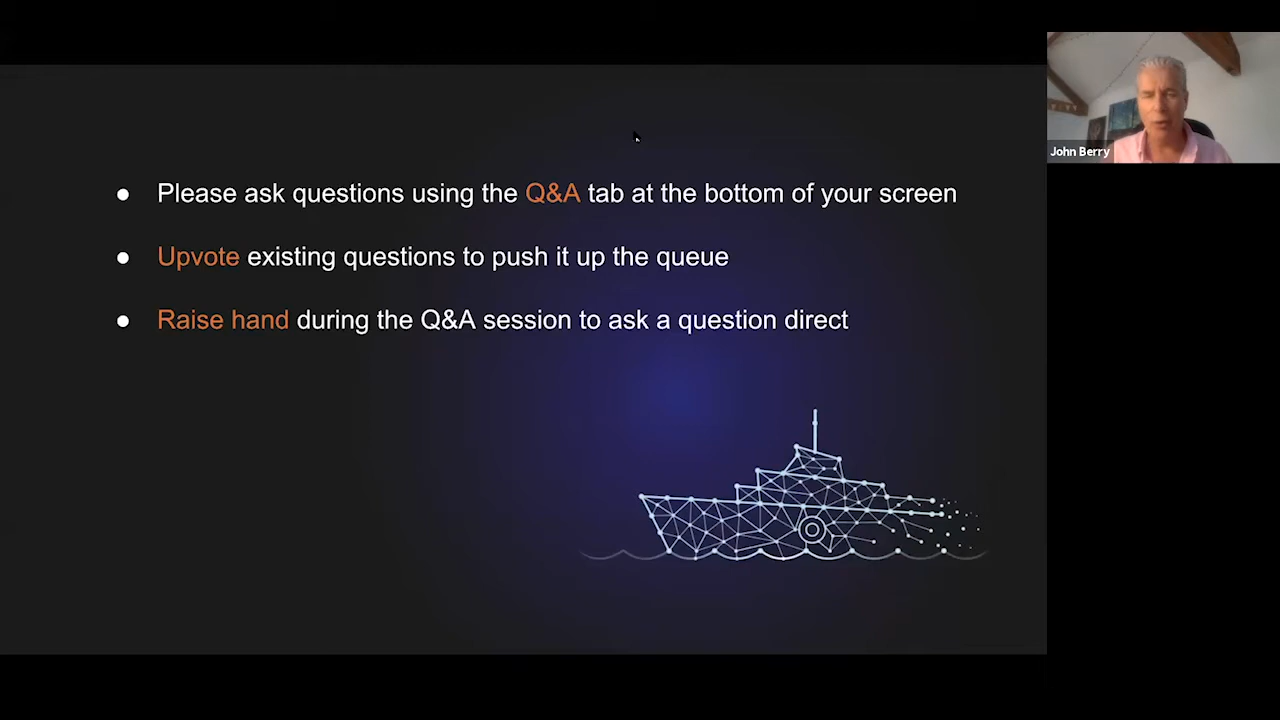 Please ask questions using the Q&A tab at the bottom of your screen
Upvote existing questions to push it up the queue
Raise hand during the Q&A session to ask a question direct
John Berry